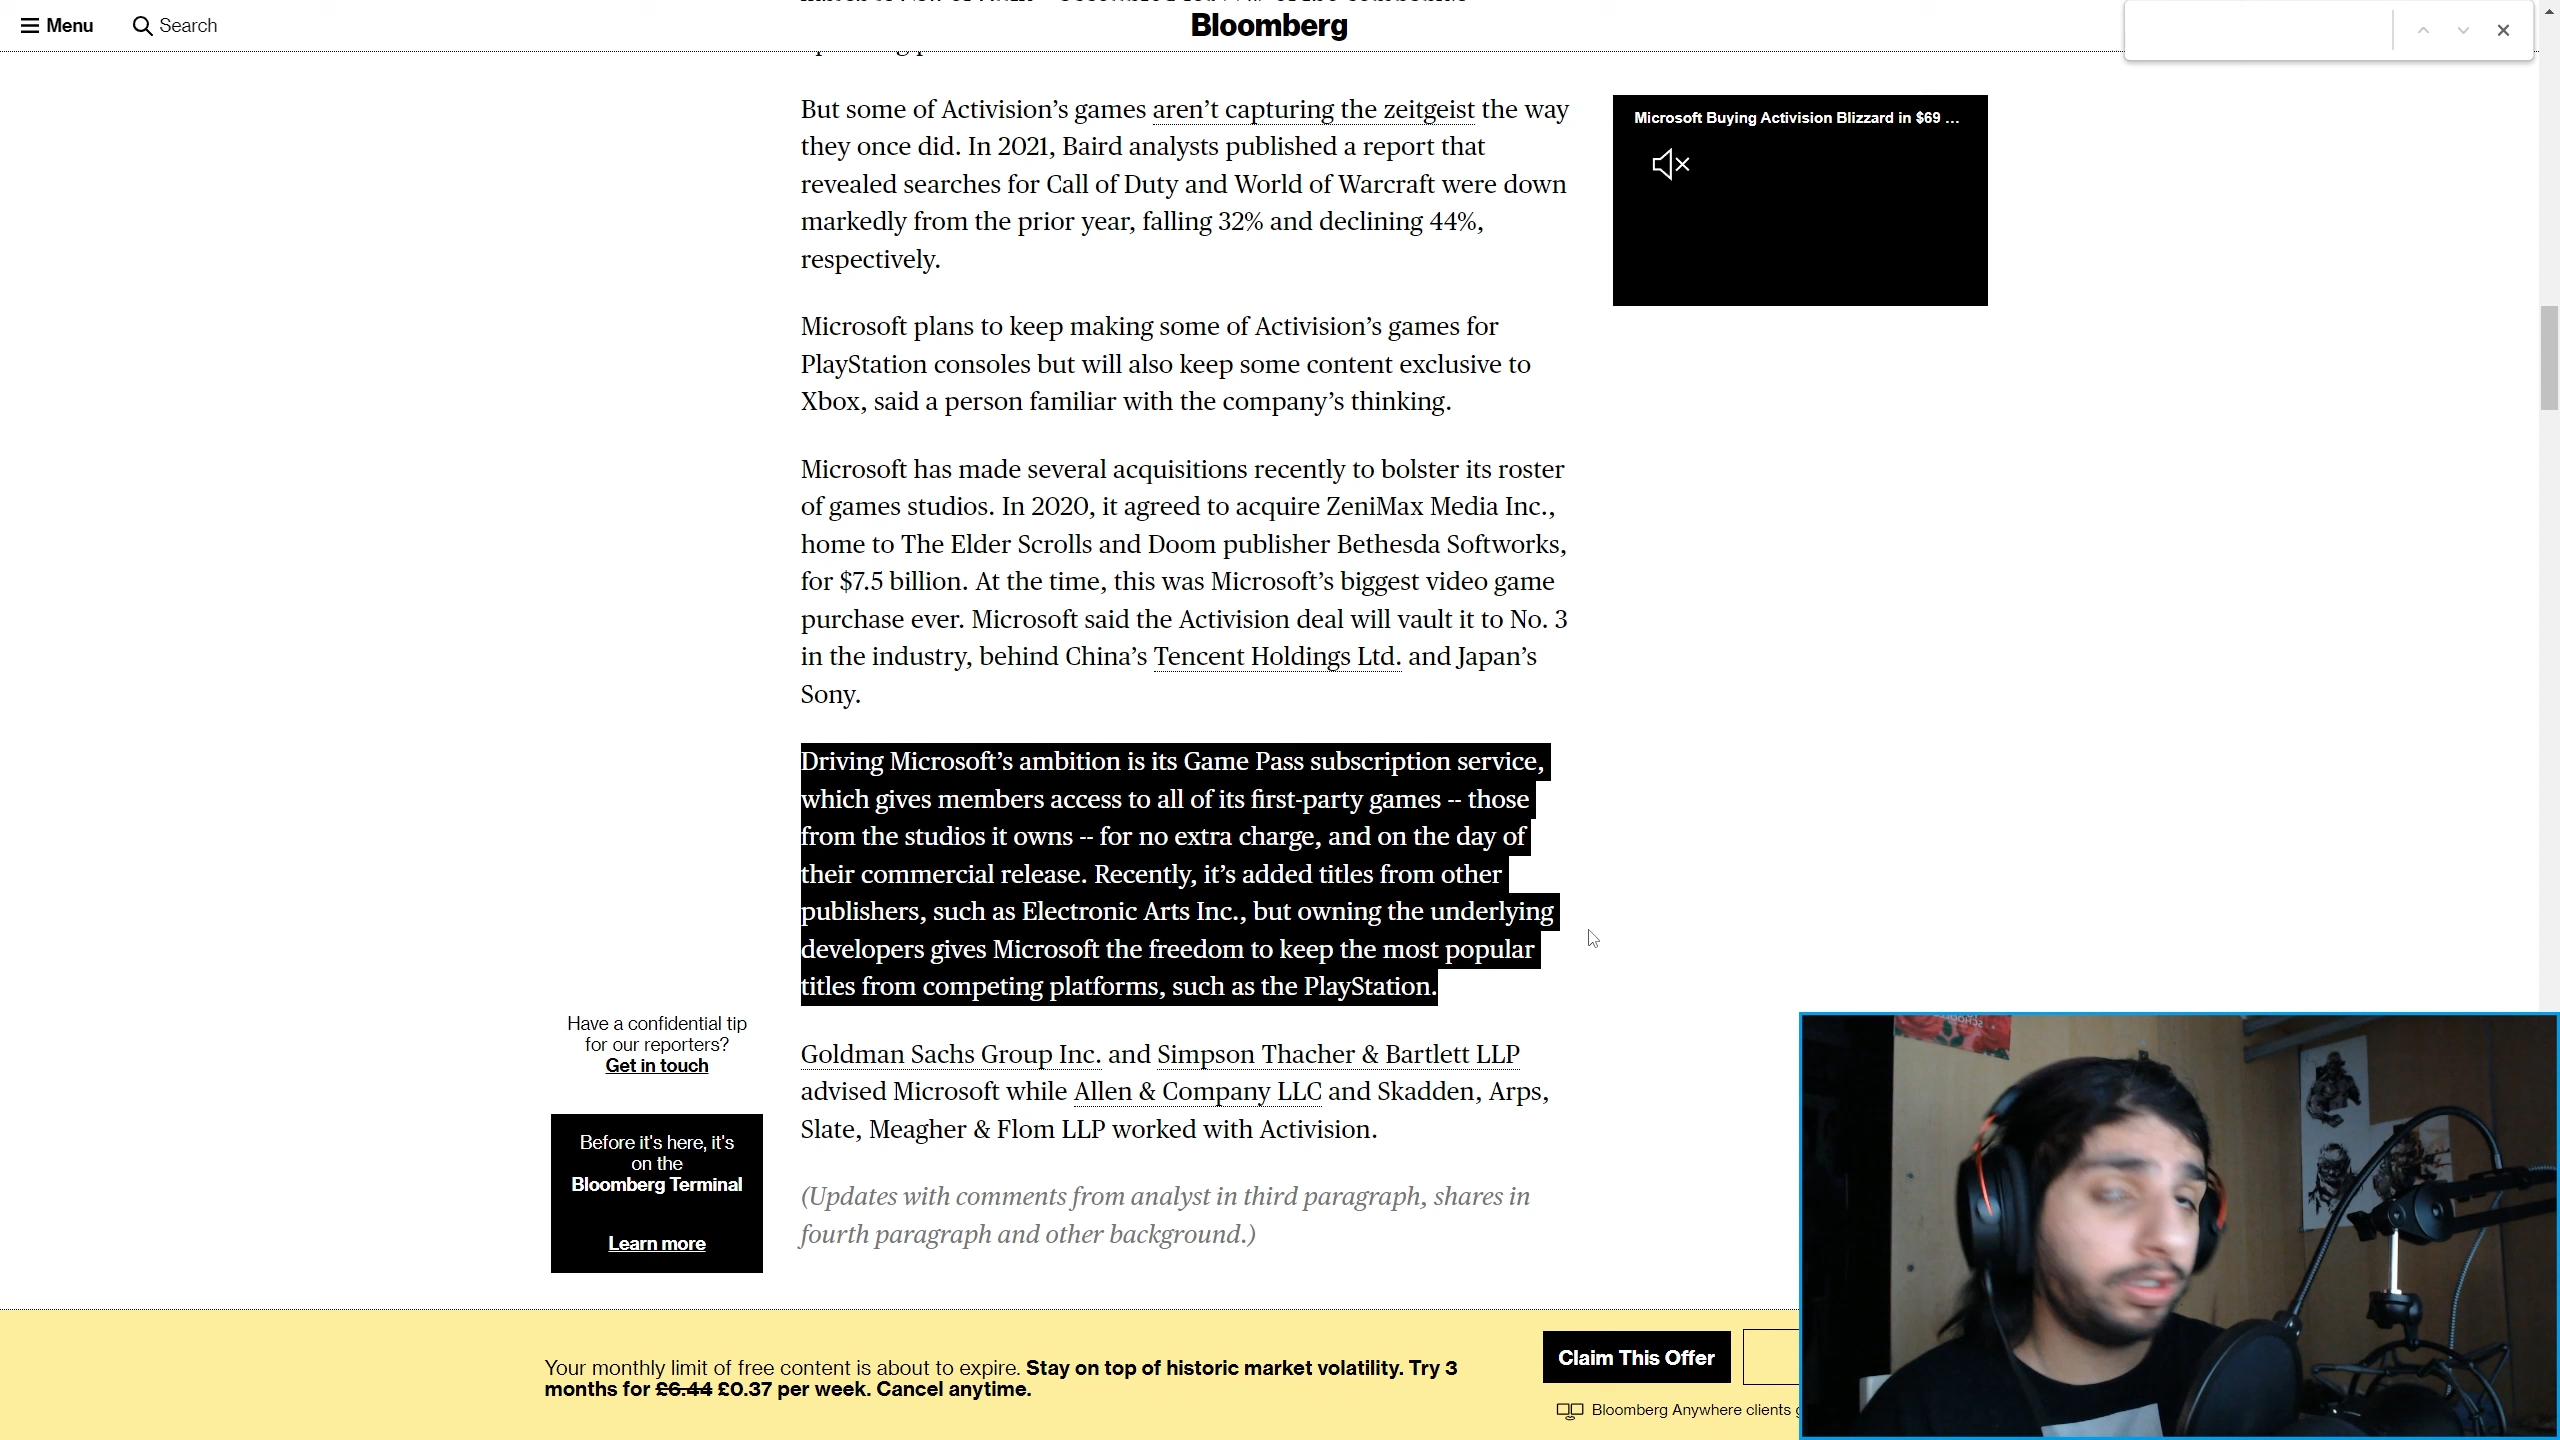 Menu
Search
Bloomberg
But some of Activision’s games aren’t capturing the zeitgeist the way
they once did. In 2021, Baird analysts published a report that
revealed searches for Call of Duty and World of Warcraft were down
markedly from the prior year, falling 32% and declining 44%,
respectively.
Microsoft Buying Activision Blizzard in $69 ...
Microsoft plans to keep making some of Activision’s games for
PlayStation consoles but will also keep some content exclusive to
Xbox, said a person familiar with the company’s thinking.
Microsoft has made several acquisitions recently to bolster its roster
of games studios. In 2020, it agreed to acquire ZeniMax Media Inc.,
home to The Elder Scrolls and Doom publisher Bethesda Softworks,
for $7.5 billion. At the time, this was Microsoft’s biggest video game
purchase ever. Microsoft said the Activision deal will vault it to No. 3
in the industry, behind China’s Tencent Holdings Ltd. and Japan’s
Sony.
Driving Microsoft’s ambition is its Game Pass subscription service,
which gives members access to all of its first-party games -- those
from the studios it owns -- for no extra charge, and on the day of
their commercial release. Recently, it’s added titles from other
publishers, such as Electronic Arts Inc., but owning the underlying
developers gives Microsoft the freedom to keep the most popular
titles from competing platforms, such as the PlayStation.
Have a confidential tip
for our reporters?
Get in touch
Before it's here, it's
on the
Bloomberg Terminal
Learn more
Goldman Sachs Group Inc. and Simpson Thacher & Bartlett LLP
advised Microsoft while Allen & Company LLC and Skadden, Arps,
Slate, Meagher & Flom LLP worked with Activision.
(Updates with comments from analyst in third paragraph, shares in
fourth paragraph and other background.)
Your monthly limit of free content is about to expire. Stay on top of historic market volatility. Try 3
months for £6.44 £0.37 per week. Cancel anytime.
Claim This Offer
Bloomberg Anywhere clients